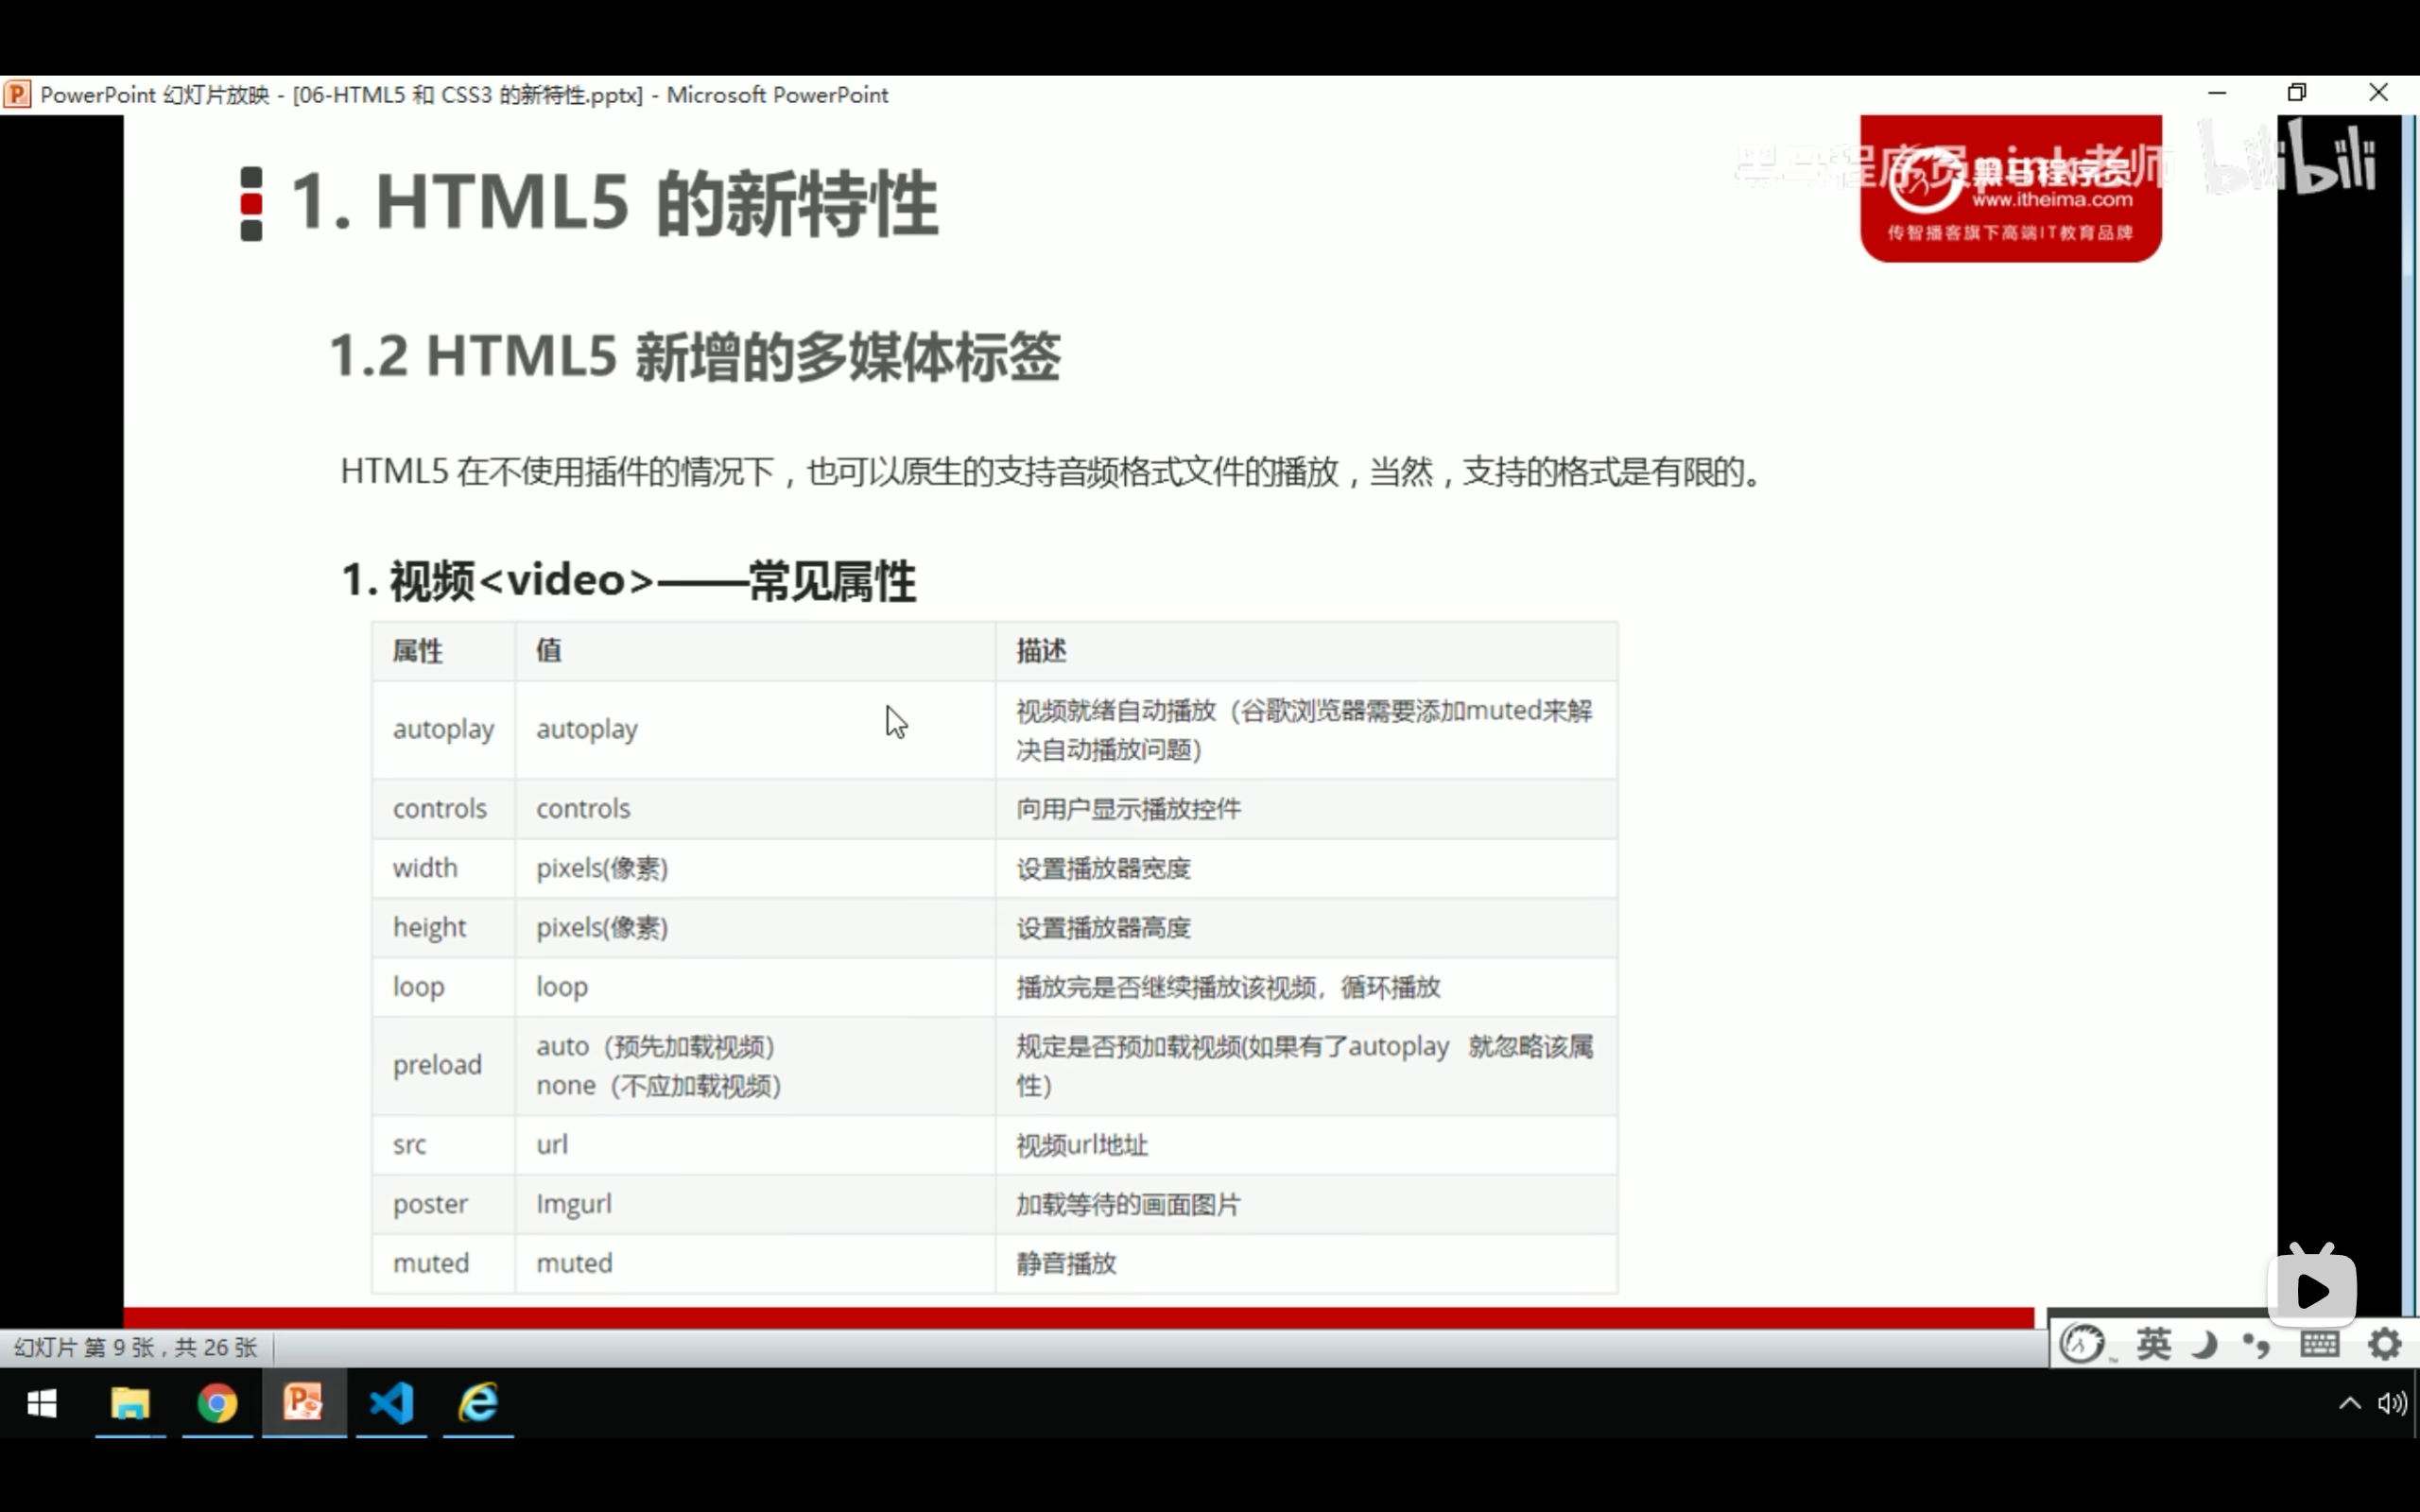 PowerPoint 幻灯片放映 - [06-HTML5 和 CSS3 的新特性.pptx] - Microsoft PowerPoint
1. HTML5 的新特性
黑马程序员pink老师
bilibili
黑马程序员
www.itheima.com
传智播客旗下高端IT教育品牌
1.2 HTML5 新增的多媒体标签
HTML5 在不使用插件的情况下，也可以原生的支持音频格式文件的播放，当然，支持的格式是有限的。
1. 视频<video>——常见属性
属性 值 描述
autoplay autoplay 视频就绪自动播放（谷歌浏览器需要添加muted来解
决自动播放问题）
controls controls 向用户显示播放控件
width pixels(像素) 设置播放器宽度
height pixels(像素) 设置播放器高度
loop loop 播放完是否继续播放该视频，循环播放
preload auto（预先加载视频）
none（不应加载视频） 规定是否预加载视频(如果有了autoplay 就忽略该属
性）
src url 视频url地址
poster Imgurl 加载等待的画面图片
muted muted 静音播放
幻灯片 第 9 张，共 26 张
英